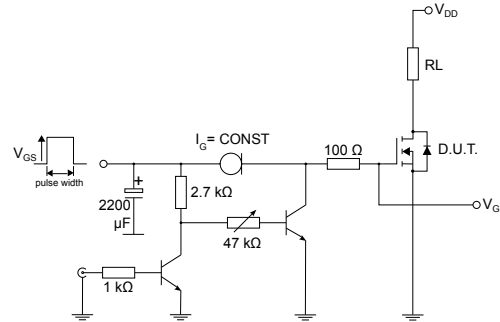 V_DD
RL
I_G = CONST
V_GS
100 Ω
D.U.T.
pulse width
+
2.7 kΩ
2200
μF
47 kΩ
V_G
1 kΩ